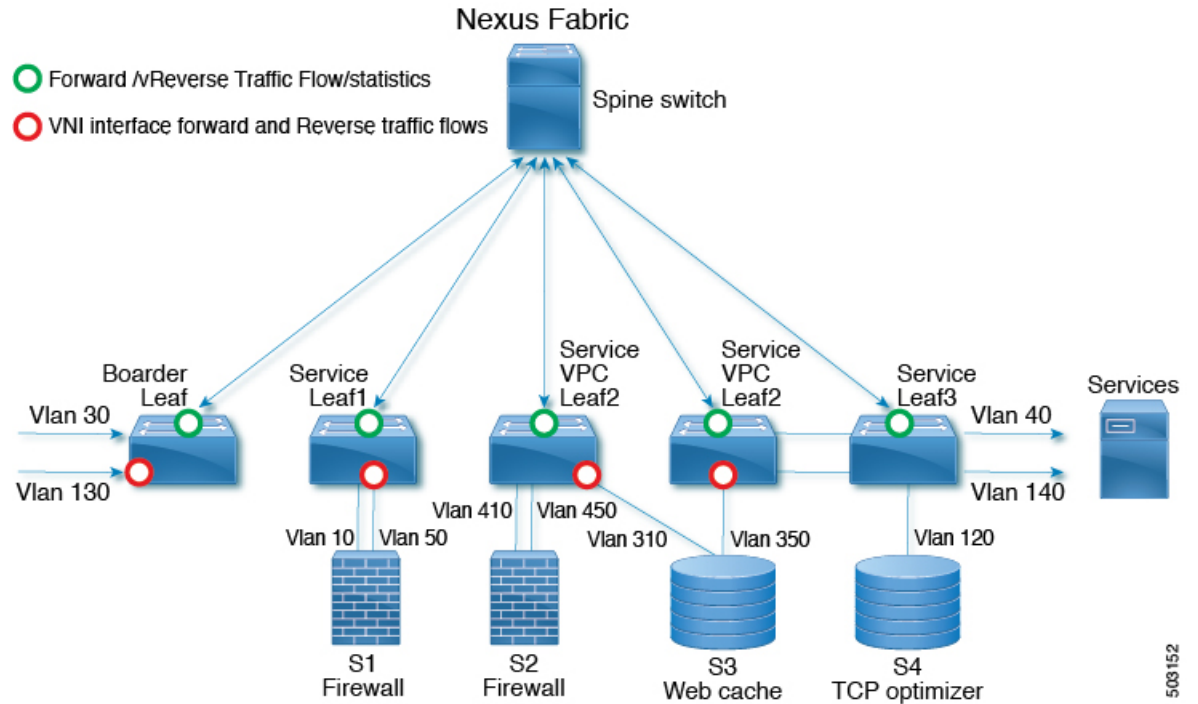 Nexus Fabric
Forward /vReverse Traffic Flow/statistics
VNI interface forward and Reverse traffic flows
Spine switch
Boarder
Leaf
Service
Leaf1
Service
VPC
Leaf2
Service
VPC
Leaf2
Service
Leaf3
Services
Vlan 30
Vlan 130
Vlan 40
Vlan 140
Vlan 10
Vlan 50
Vlan 410
Vlan 450
Vlan 310
Vlan 350
Vlan 120
S1
Firewall
S2
Firewall
S3
Web cache
S4
TCP optimizer
503152